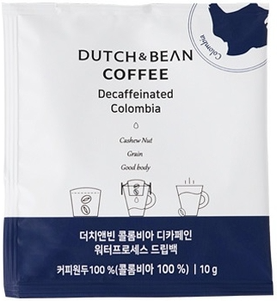 Colombia
DUTCH & BEAN
COFFEE
Decaffeinated
Colombia
Cashew Nut
Grain
Good body
더치앤빈 콜롬비아 디카페인
워터프로세스 드립백
커피원두100 %(콜롬비아 100 %) | 10 g